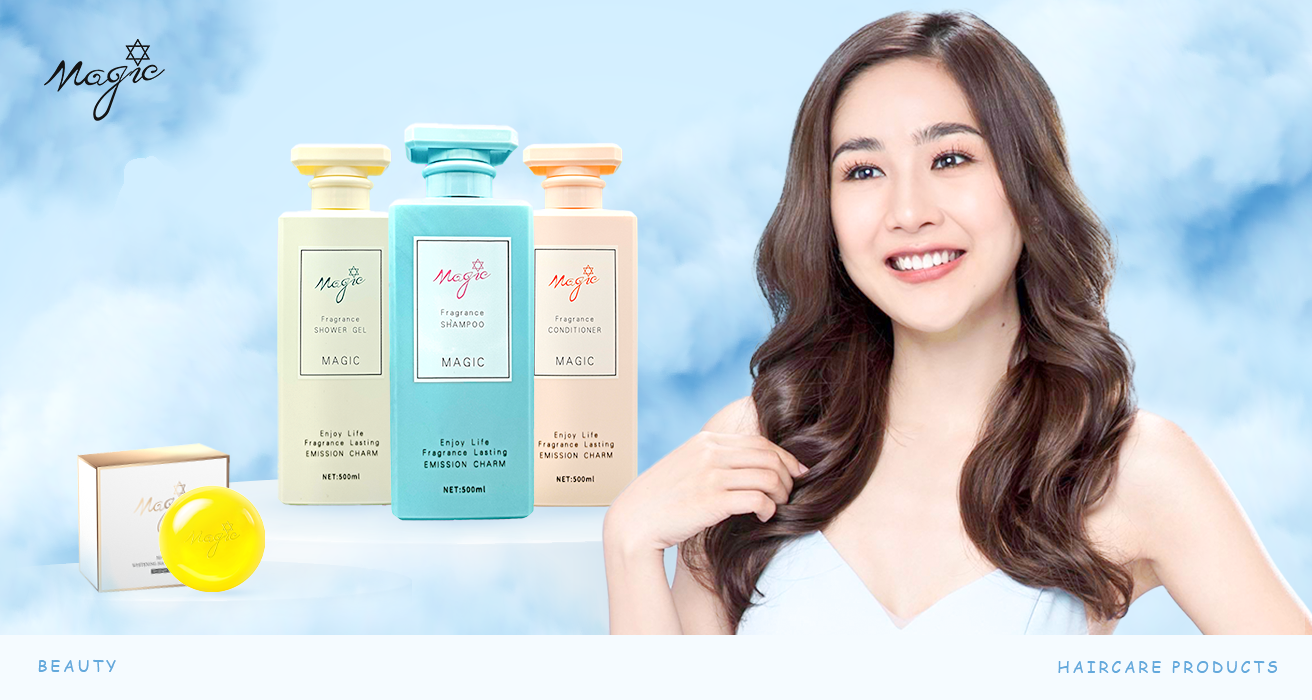 Magic
Magic
Fragrance
SHOWER GEL
MAGIC
Enjoy Life
Fragrance Lasting
EMISSION CHARM
NET:500ml
Magic
Fragrance
SHAMPOO
MAGIC
Enjoy Life
Fragrance Lasting
EMISSION CHARM
NET:500ml
Magic
Fragrance
CONDITIONER
MAGIC
Enjoy Life
Fragrance Lasting
EMISSION CHARM
NET:500ml
Magic
Magic
BEAUTY
HAIRCARE PRODUCTS